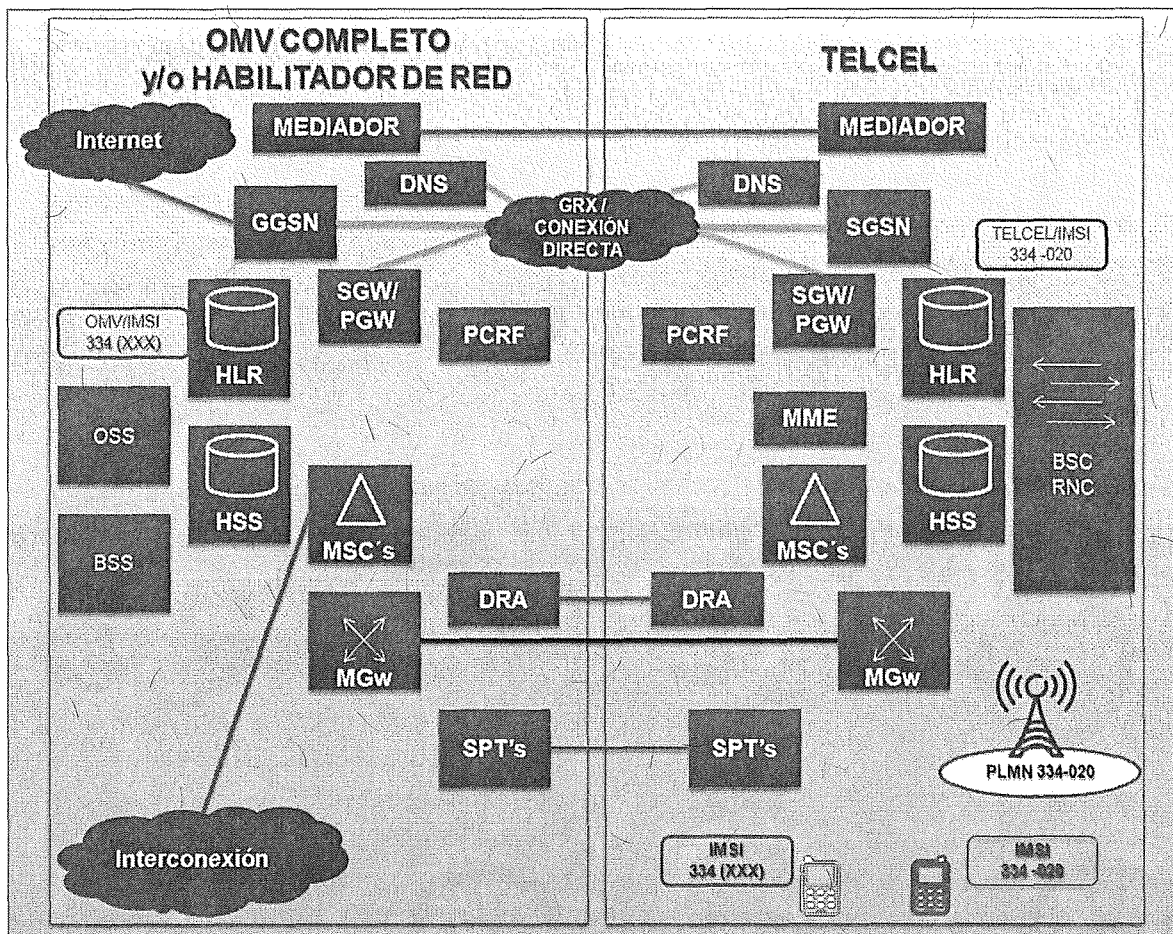 OMV COMPLETO
y/o HABILITADOR DE RED
Internet
MEDIADOR
DNS
GGSN
SGW/
PGW
PCRF
OMV/IMSI
334 (XXX)
HLR
OSS
HSS
BSS
MSC´s
DRA
MGw
SPT's
Interconexión
GRX /
CONEXIÓN
DIRECTA
TELCEL
MEDIADOR
DNS
SGSN
TELCEL/IMSI
334 -020
SGW/
PGW
PCRF
HLR
MME
BSC
RNC
HSS
MSC´s
DRA
MGw
SPT's
PLMN 334-020
IMSI
334 (XXX)
IMSI
334 -020